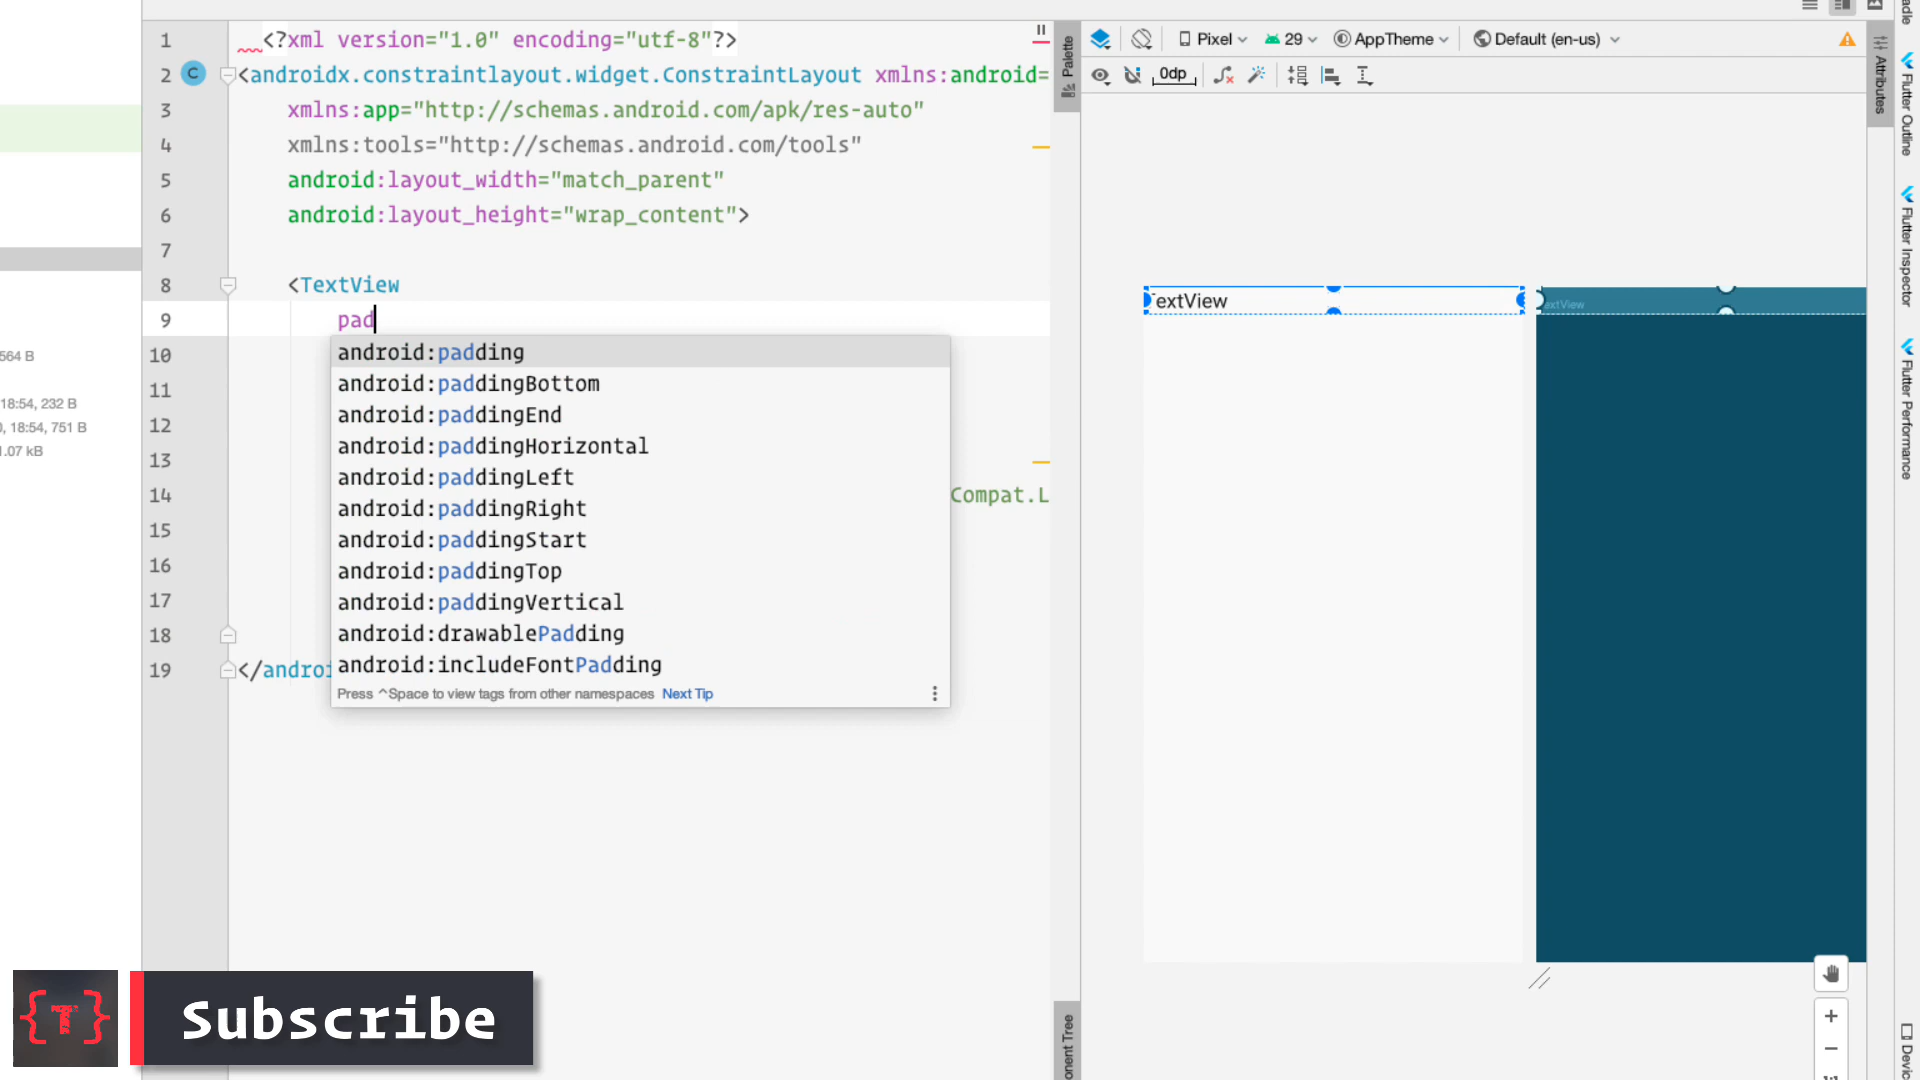 1 <?xml version="1.0" encoding="utf-8"?>
2 C <androidx.constraintlayout.widget.ConstraintLayout xmlns:android=
3 xmlns:app="http://schemas.android.com/apk/res-auto"
4 xmlns:tools="http://schemas.android.com/tools"
5 android:layout_width="match_parent"
6 android:layout_height="wrap_content">
7
8 <TextView
9 pad
10
11
12
13
14 Compat.L
15
16
17
18
19 </androi
android:padding
android:paddingBottom
android:paddingEnd
android:paddingHorizontal
android:paddingLeft
android:paddingRight
android:paddingStart
android:paddingTop
android:paddingVertical
android:drawablePadding
android:includeFontPadding
Press ^Space to view tags from other namespaces Next Tip
564 B
18:54, 232 B
, 18:54, 751 B
1.07 kB
Palette
Pixel 29 AppTheme Default (en-us)
0dp
TextView
extView
onent Tree
Attributes
adle
Flutter Outline
Flutter Inspector
Flutter Performance
Devic
{T}
Subscribe